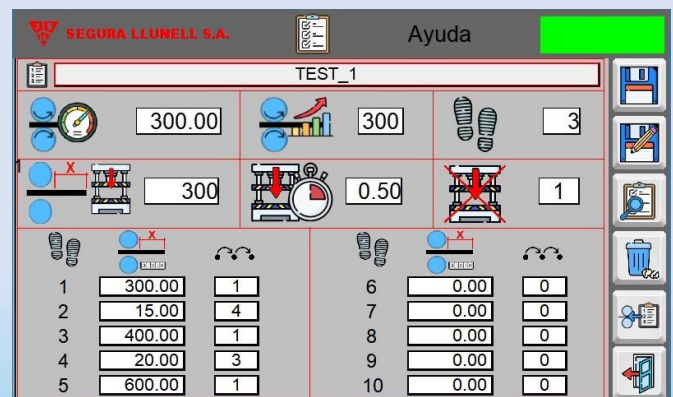 SEGURA LLUNELL S.A.
Ayuda
TEST_1
300.00 300 3
1 X
300 0.50 1
X X
1 300.00 1 6 0.00 0
2 15.00 4 7 0.00 0
3 400.00 1 8 0.00 0
4 20.00 3 9 0.00 0
5 600.00 1 10 0.00 0